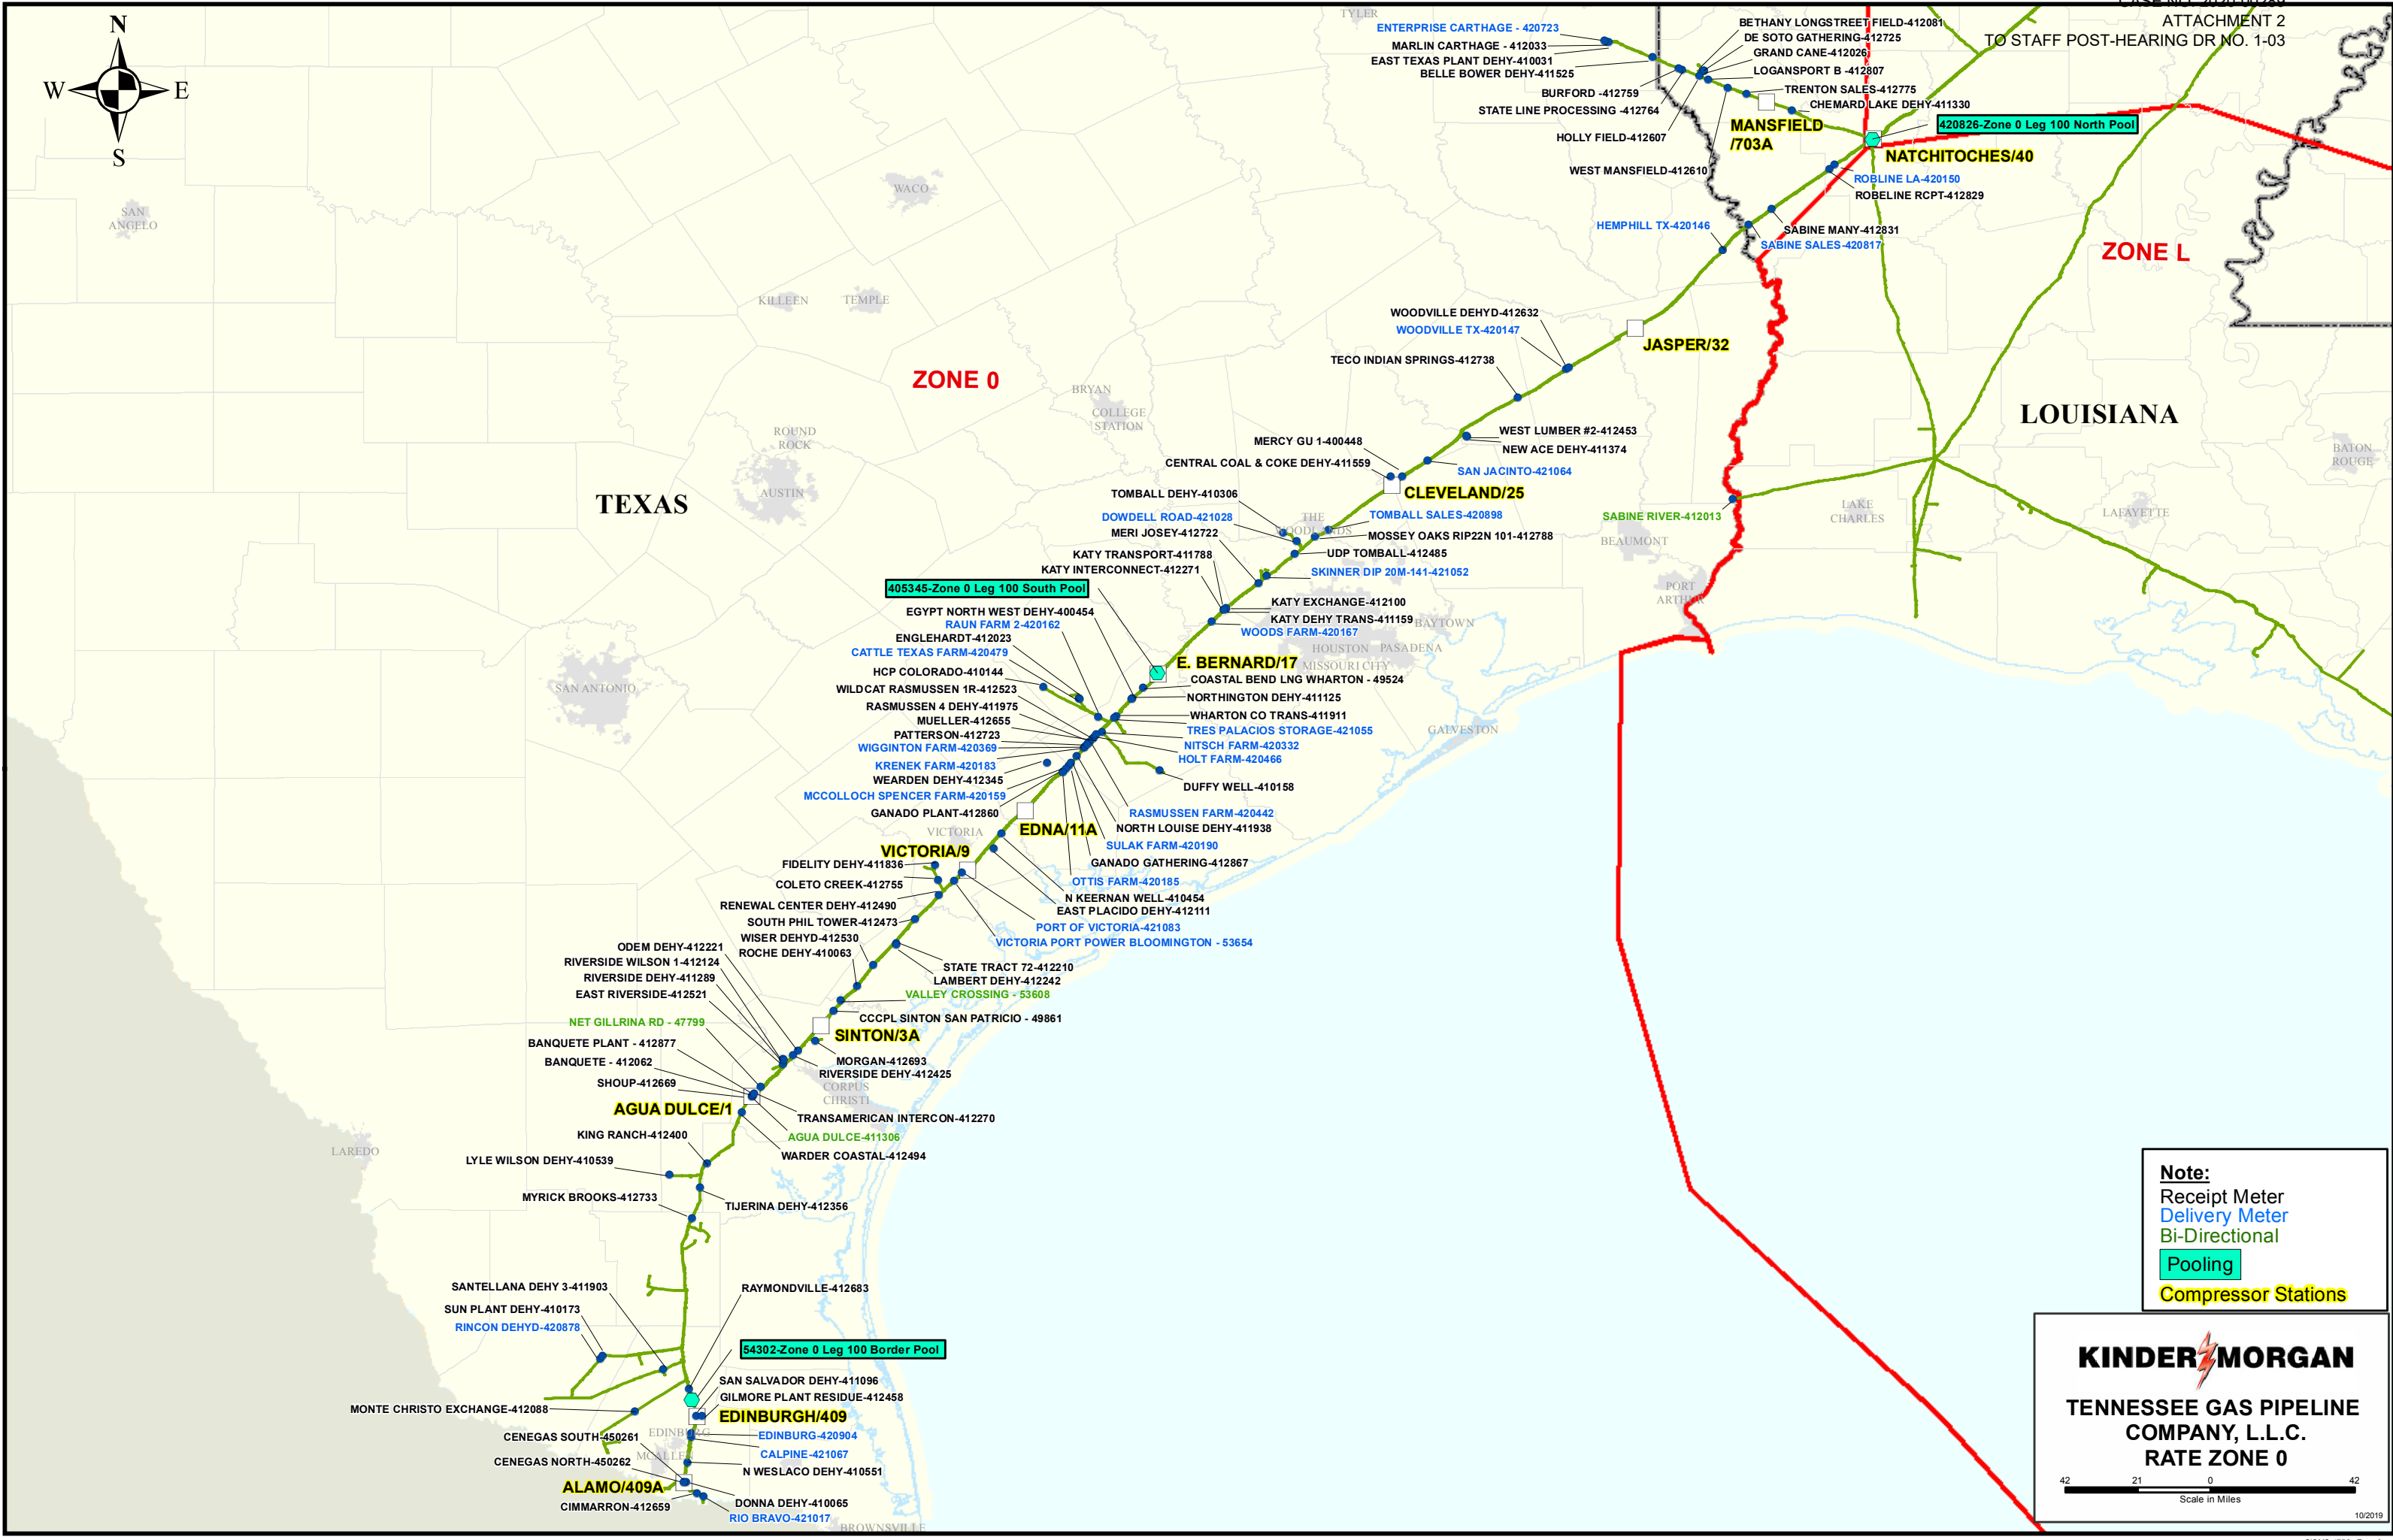 ATTACHMENT 2
TO STAFF POST-HEARING DR NO. 1-03
N
W
E
S
TYLER
ENTERPRISE CARTHAGE - 420723
MARLIN CARTHAGE - 412033
EAST TEXAS PLANT DEHY-410031
BELLE BOWER DEHY-411525
BURFORD -412759
STATE LINE PROCESSING -412764
HOLLY FIELD-412607
WEST MANSFIELD-412610
BETHANY LONGSTREET FIELD-412081
DE SOTO GATHERING-412725
GRAND CANE-412026
LOGANSPORT B -412807
TRENTON SALES-412775
CHEMARD LAKE DEHY-411330
MANSFIELD
/703A
420826-Zone 0 Leg 100 North Pool
NATCHITOCHES/40
ROBLINE LA-420150
ROBELINE RCPT-412829
HEMPHILL TX-420146
SABINE MANY-412831
SABINE SALES-420817
ZONE L
WACO
SAN
ANGELO
KILLEEN
TEMPLE
WOODVILLE DEHYD-412632
WOODVILLE TX-420147
JASPER/32
TECO INDIAN SPRINGS-412738
ZONE 0
BRYAN
COLLEGE
STATION
LOUISIANA
ROUND
ROCK
AUSTIN
TEXAS
WEST LUMBER #2-412453
NEW ACE DEHY-411374
MERCY GU 1-400448
CENTRAL COAL & COKE DEHY-411559
SAN JACINTO-421064
CLEVELAND/25
BATON
ROUGE
TOMBALL DEHY-410306
DOWDELL ROAD-421028
MERI JOSEY-412722
THE
WOODLANDS
TOMBALL SALES-420898
MOSSEY OAKS RIP22N 101-412788
UDP TOMBALL-412485
SABINE RIVER-412013
LAKE
CHARLES
LAFAYETTE
BEAUMONT
KATY TRANSPORT-411788
KATY INTERCONNECT-412271
SKINNER DIP 20M-141-421052
405345-Zone 0 Leg 100 South Pool
PORT
ARTHUR
EGYPT NORTH WEST DEHY-400454
RAUN FARM 2-420162
ENGLEHARDT-412023
CATTLE TEXAS FARM-420479
HCP COLORADO-410144
WILDCAT RASMUSSEN 1R-412523
RASMUSSEN 4 DEHY-411975
MUELLER-412655
PATTERSON-412723
WIGGINTON FARM-420369
KRENEK FARM-420183
WEARDEN DEHY-412345
MCCOLLOCH SPENCER FARM-420159
GANADO PLANT-412860
KATY EXCHANGE-412100
KATY DEHY TRANS-411159
WOODS FARM-420167
BAYTOWN
HOUSTON
PASADENA
MISSOURI CITY
E. BERNARD/17
COASTAL BEND LNG WHARTON - 49524
NORTHINGTON DEHY-411125
WHARTON CO TRANS-411911
TRES PALACIOS STORAGE-421055
NITSCH FARM-420332
HOLT FARM-420466
GALVESTON
DUFFY WELL-410158
RASMUSSEN FARM-420442
NORTH LOUISE DEHY-411938
SULAK FARM-420190
GANADO GATHERING-412867
OTTIS FARM-420185
N KEERNAN WELL-410454
EAST PLACIDO DEHY-412111
PORT OF VICTORIA-421083
VICTORIA PORT POWER BLOOMINGTON - 53654
SAN ANTONIO
EDNA/11A
VICTORIA
VICTORIA/9
FIDELITY DEHY-411836
COLETO CREEK-412755
RENEWAL CENTER DEHY-412490
SOUTH PHIL TOWER-412473
WISER DEHYD-412530
ROCHE DEHY-410063
ODEM DEHY-412221
RIVERSIDE WILSON 1-412124
RIVERSIDE DEHY-411289
EAST RIVERSIDE-412521
NET GILLRINA RD - 47799
BANQUETE PLANT - 412877
BANQUETE - 412062
SHOUP-412669
STATE TRACT 72-412210
LAMBERT DEHY-412242
VALLEY CROSSING - 53608
CCCPL SINTON SAN PATRICIO - 49861
SINTON/3A
MORGAN-412693
RIVERSIDE DEHY-412425
CORPUS
CHRISTI
AGUA DULCE/1
TRANSAMERICAN INTERCON-412270
AGUA DULCE-411306
WARDER COASTAL-412494
KING RANCH-412400
LAREDO
LYLE WILSON DEHY-410539
MYRICK BROOKS-412733
TIJERINA DEHY-412356
SANTELLANA DEHY 3-411903
SUN PLANT DEHY-410173
RINCON DEHYD-420878
RAYMONDVILLE-412683
54302-Zone 0 Leg 100 Border Pool
SAN SALVADOR DEHY-411096
GILMORE PLANT RESIDUE-412458
MONTE CHRISTO EXCHANGE-412088
EDINBURGH/409
EDINBURG
CENEGAS SOUTH-450261
EDINBURG-420904
CALPINE-421067
MCALLEN
CENEGAS NORTH-450262
N WESLACO DEHY-410551
ALAMO/409A
CIMMARRON-412659
DONNA DEHY-410065
RIO BRAVO-421017
BROWNSVILLE
Note:
Receipt Meter
Delivery Meter
Bi-Directional
Pooling
Compressor Stations
KINDER MORGAN
TENNESSEE GAS PIPELINE
COMPANY, L.L.C.
RATE ZONE 0
42 21 0 42
Scale in Miles
10/2019